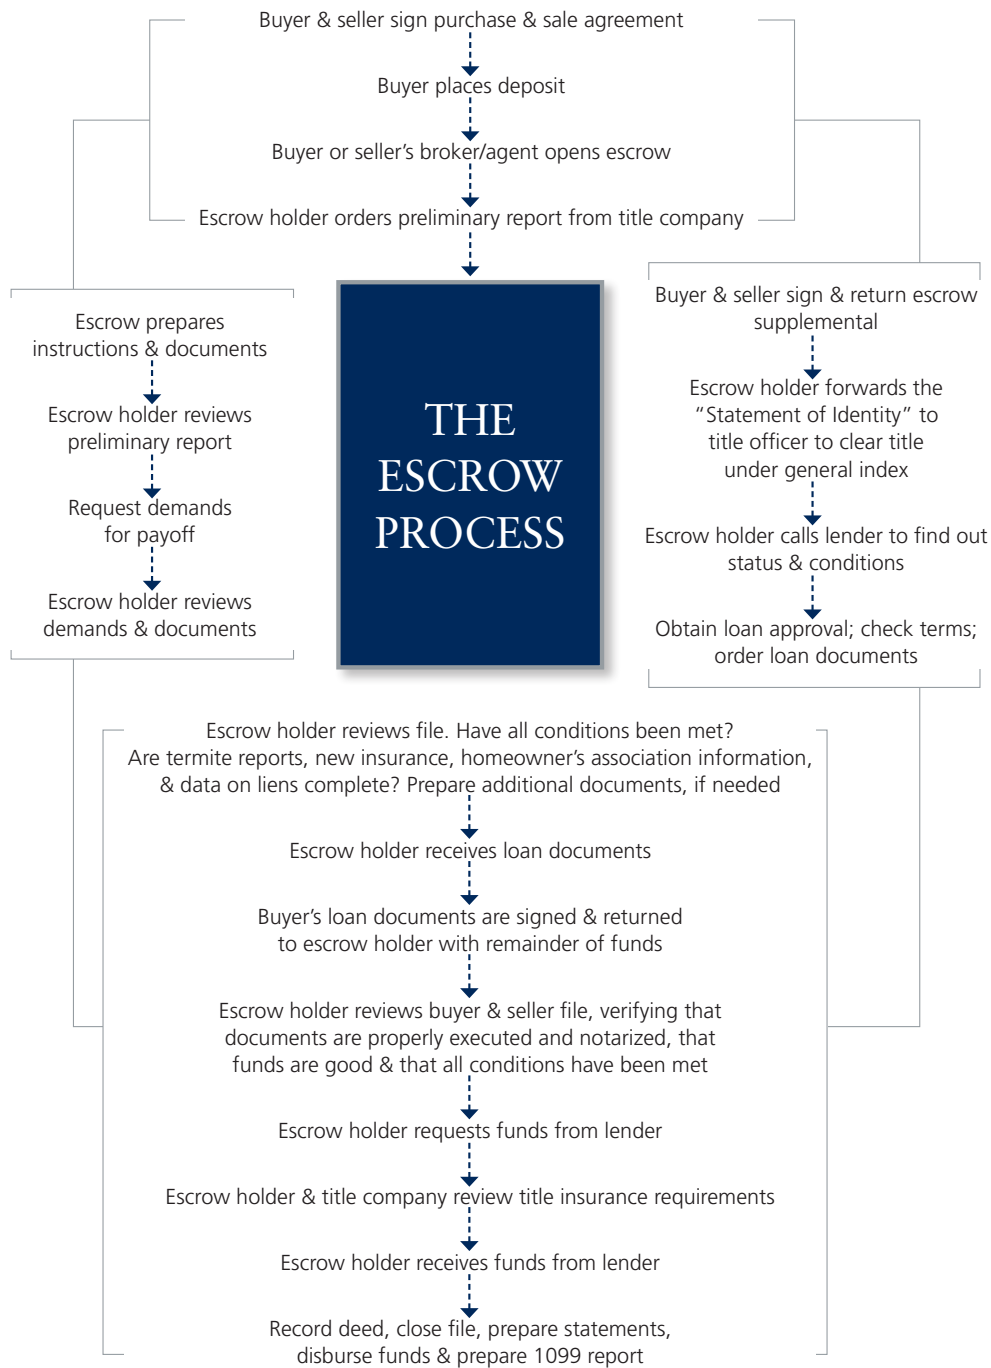 Buyer & seller sign purchase & sale agreement
Buyer places deposit
Buyer or seller's broker/agent opens escrow
Escrow holder orders preliminary report from title company
Escrow prepares
instructions & documents
Escrow holder reviews
preliminary report
Request demands
for payoff
Escrow holder reviews
demands & documents
THE
ESCROW
PROCESS
Buyer & seller sign & return escrow
supplemental
Escrow holder forwards the
“Statement of Identity” to
title officer to clear title
under general index
Escrow holder calls lender to find out
status & conditions
Obtain loan approval; check terms;
order loan documents
Escrow holder reviews file. Have all conditions been met?
Are termite reports, new insurance, homeowner's association information,
& data on liens complete? Prepare additional documents, if needed
Escrow holder receives loan documents
Buyer's loan documents are signed & returned
to escrow holder with remainder of funds
Escrow holder reviews buyer & seller file, verifying that
documents are properly executed and notarized, that
funds are good & that all conditions have been met
Escrow holder requests funds from lender
Escrow holder & title company review title insurance requirements
Escrow holder receives funds from lender
Record deed, close file, prepare statements,
disburse funds & prepare 1099 report